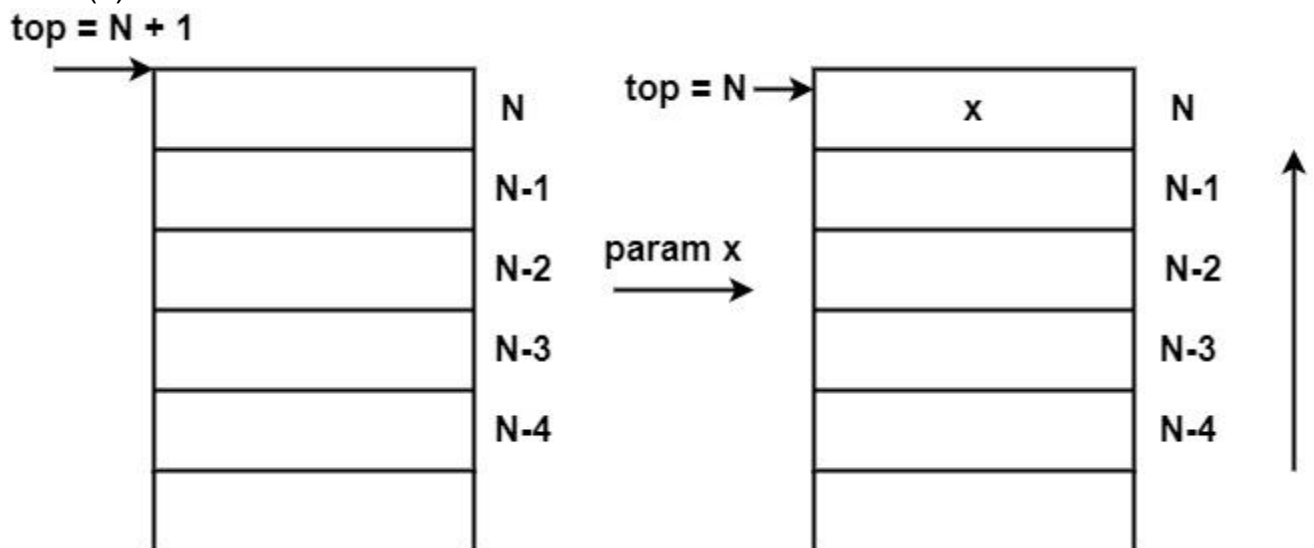 top = N + 1
N
N-1
N-2
N-3
N-4
param x
top = N
x
N
N-1
N-2
N-3
N-4